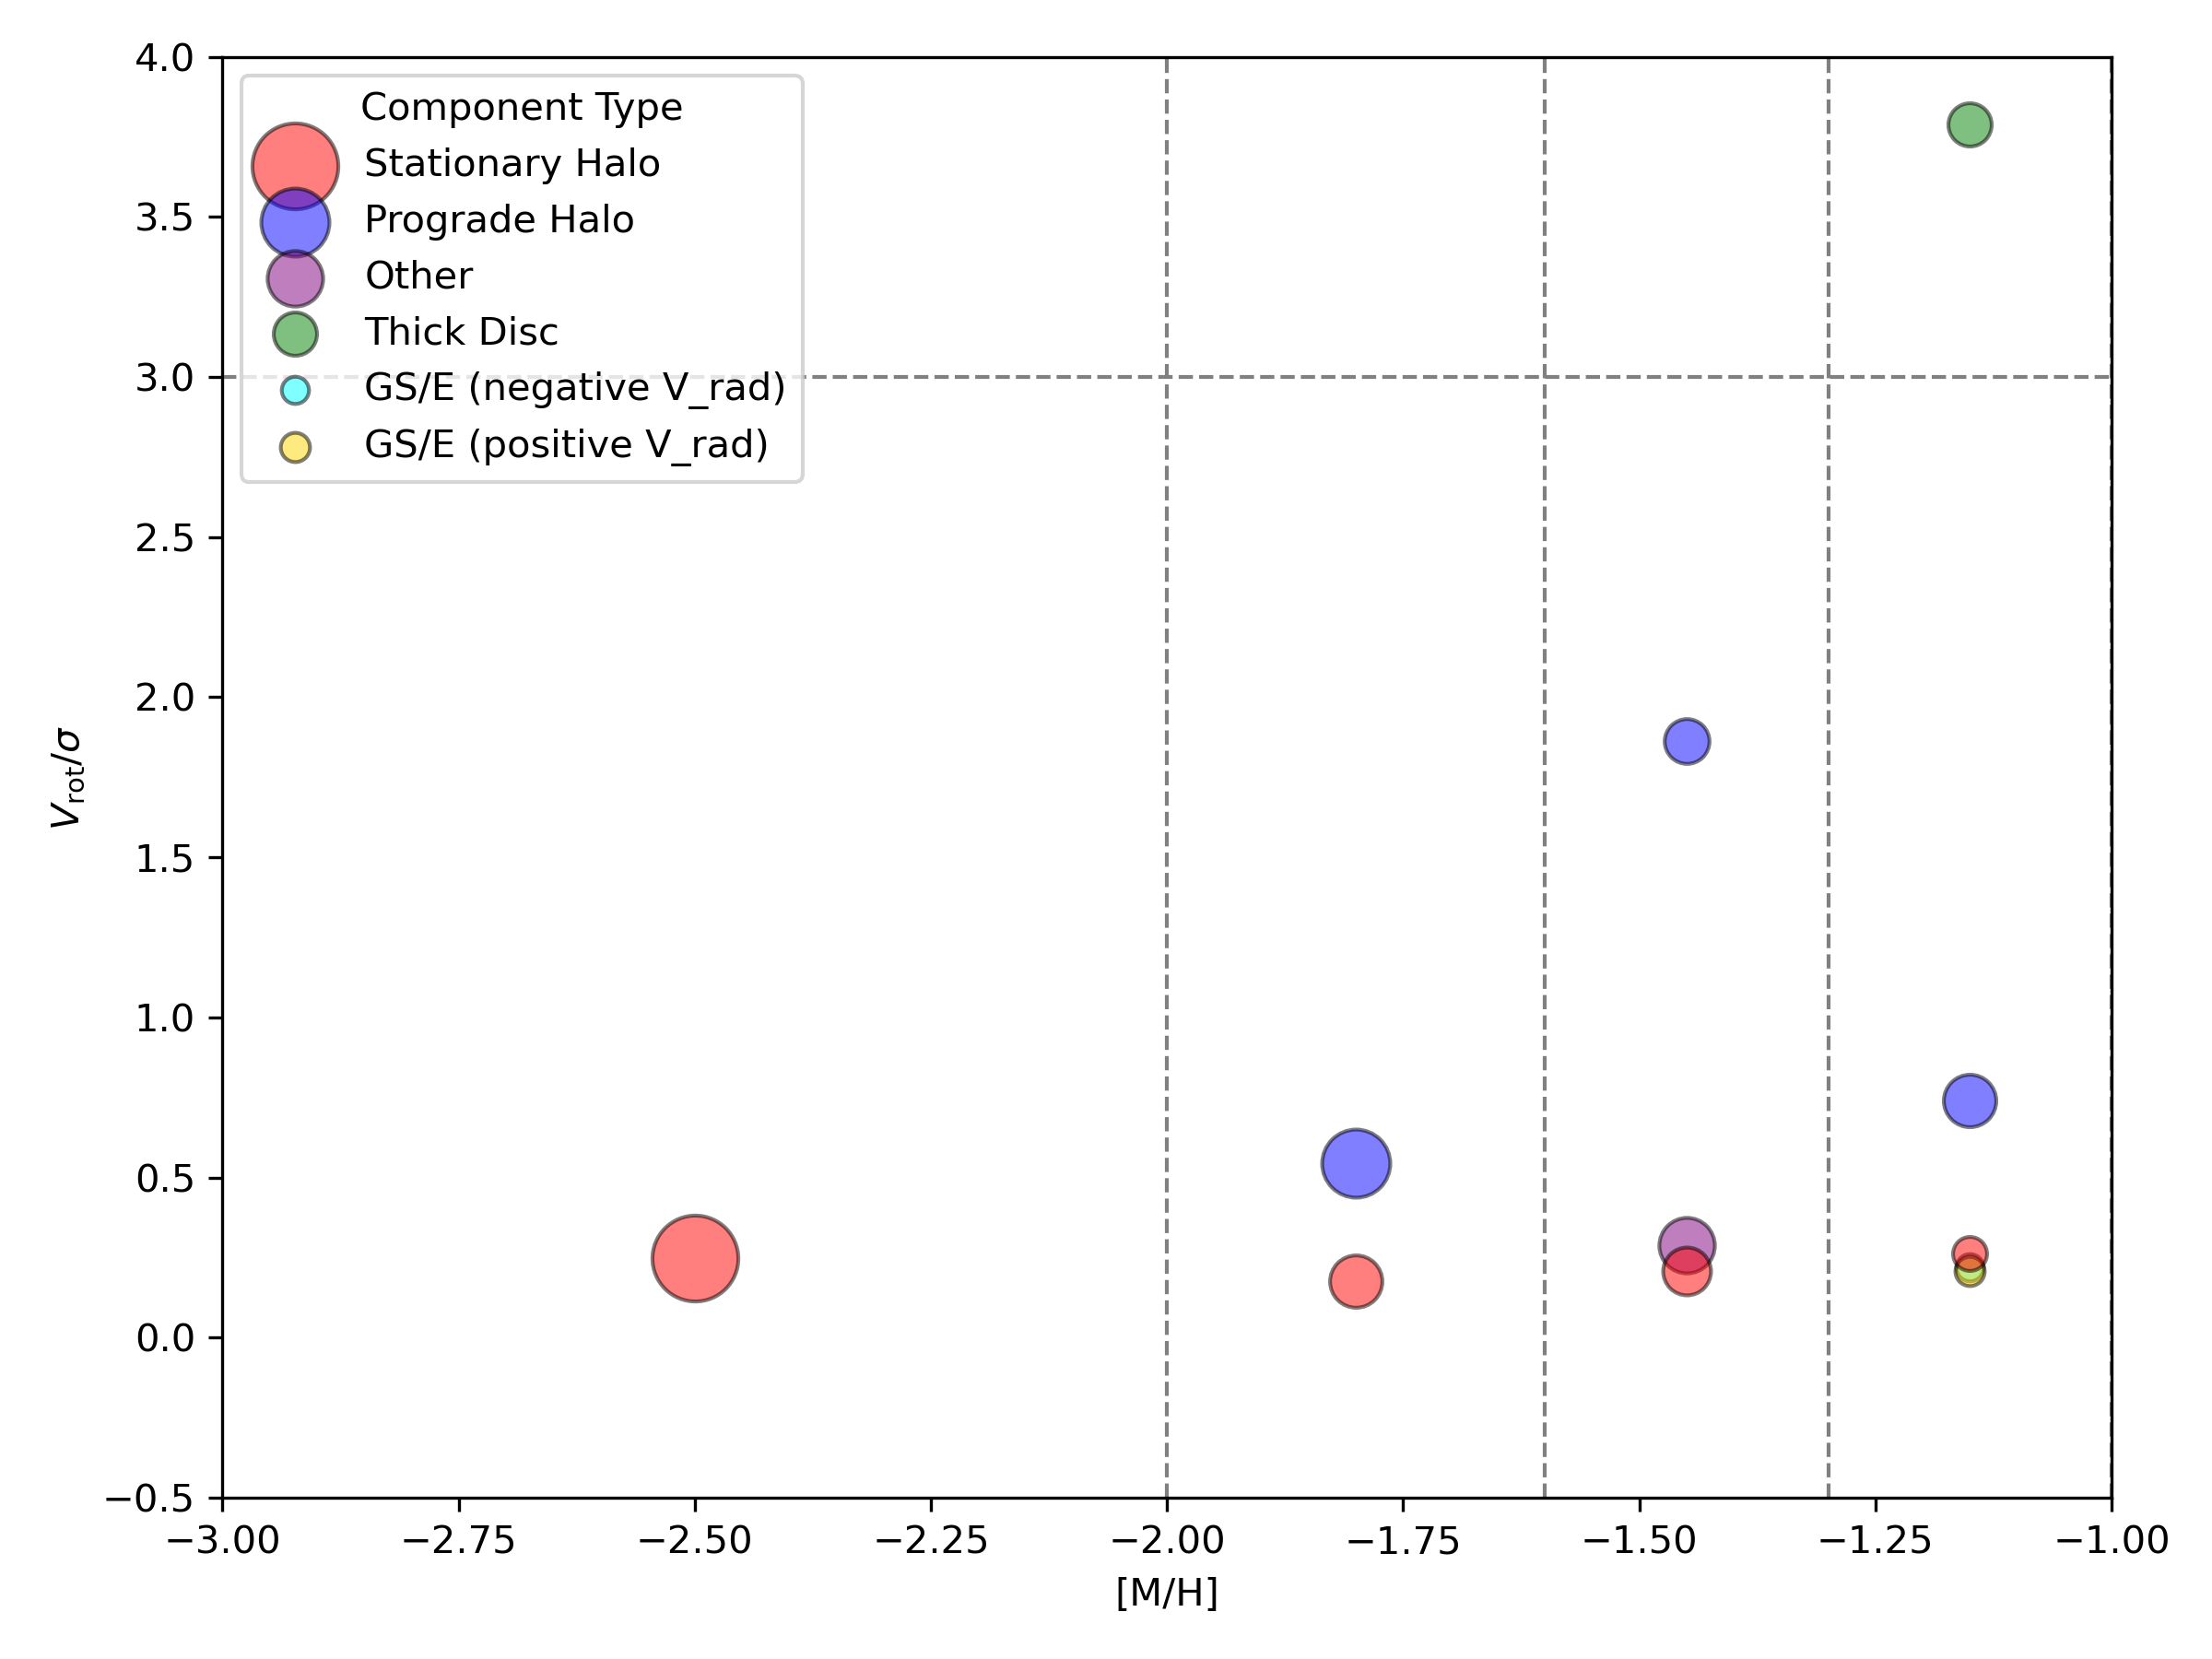 4.0
3.5
3.0
2.5
2.0
1.5
1.0
0.5
0.0
−0.5
V_rot/σ
Component Type
Stationary Halo
Prograde Halo
Other
Thick Disc
GS/E (negative V_rad)
GS/E (positive V_rad)
−3.00 −2.75 −2.50 −2.25 −2.00 −1.75 −1.50 −1.25 −1.00
[M/H]